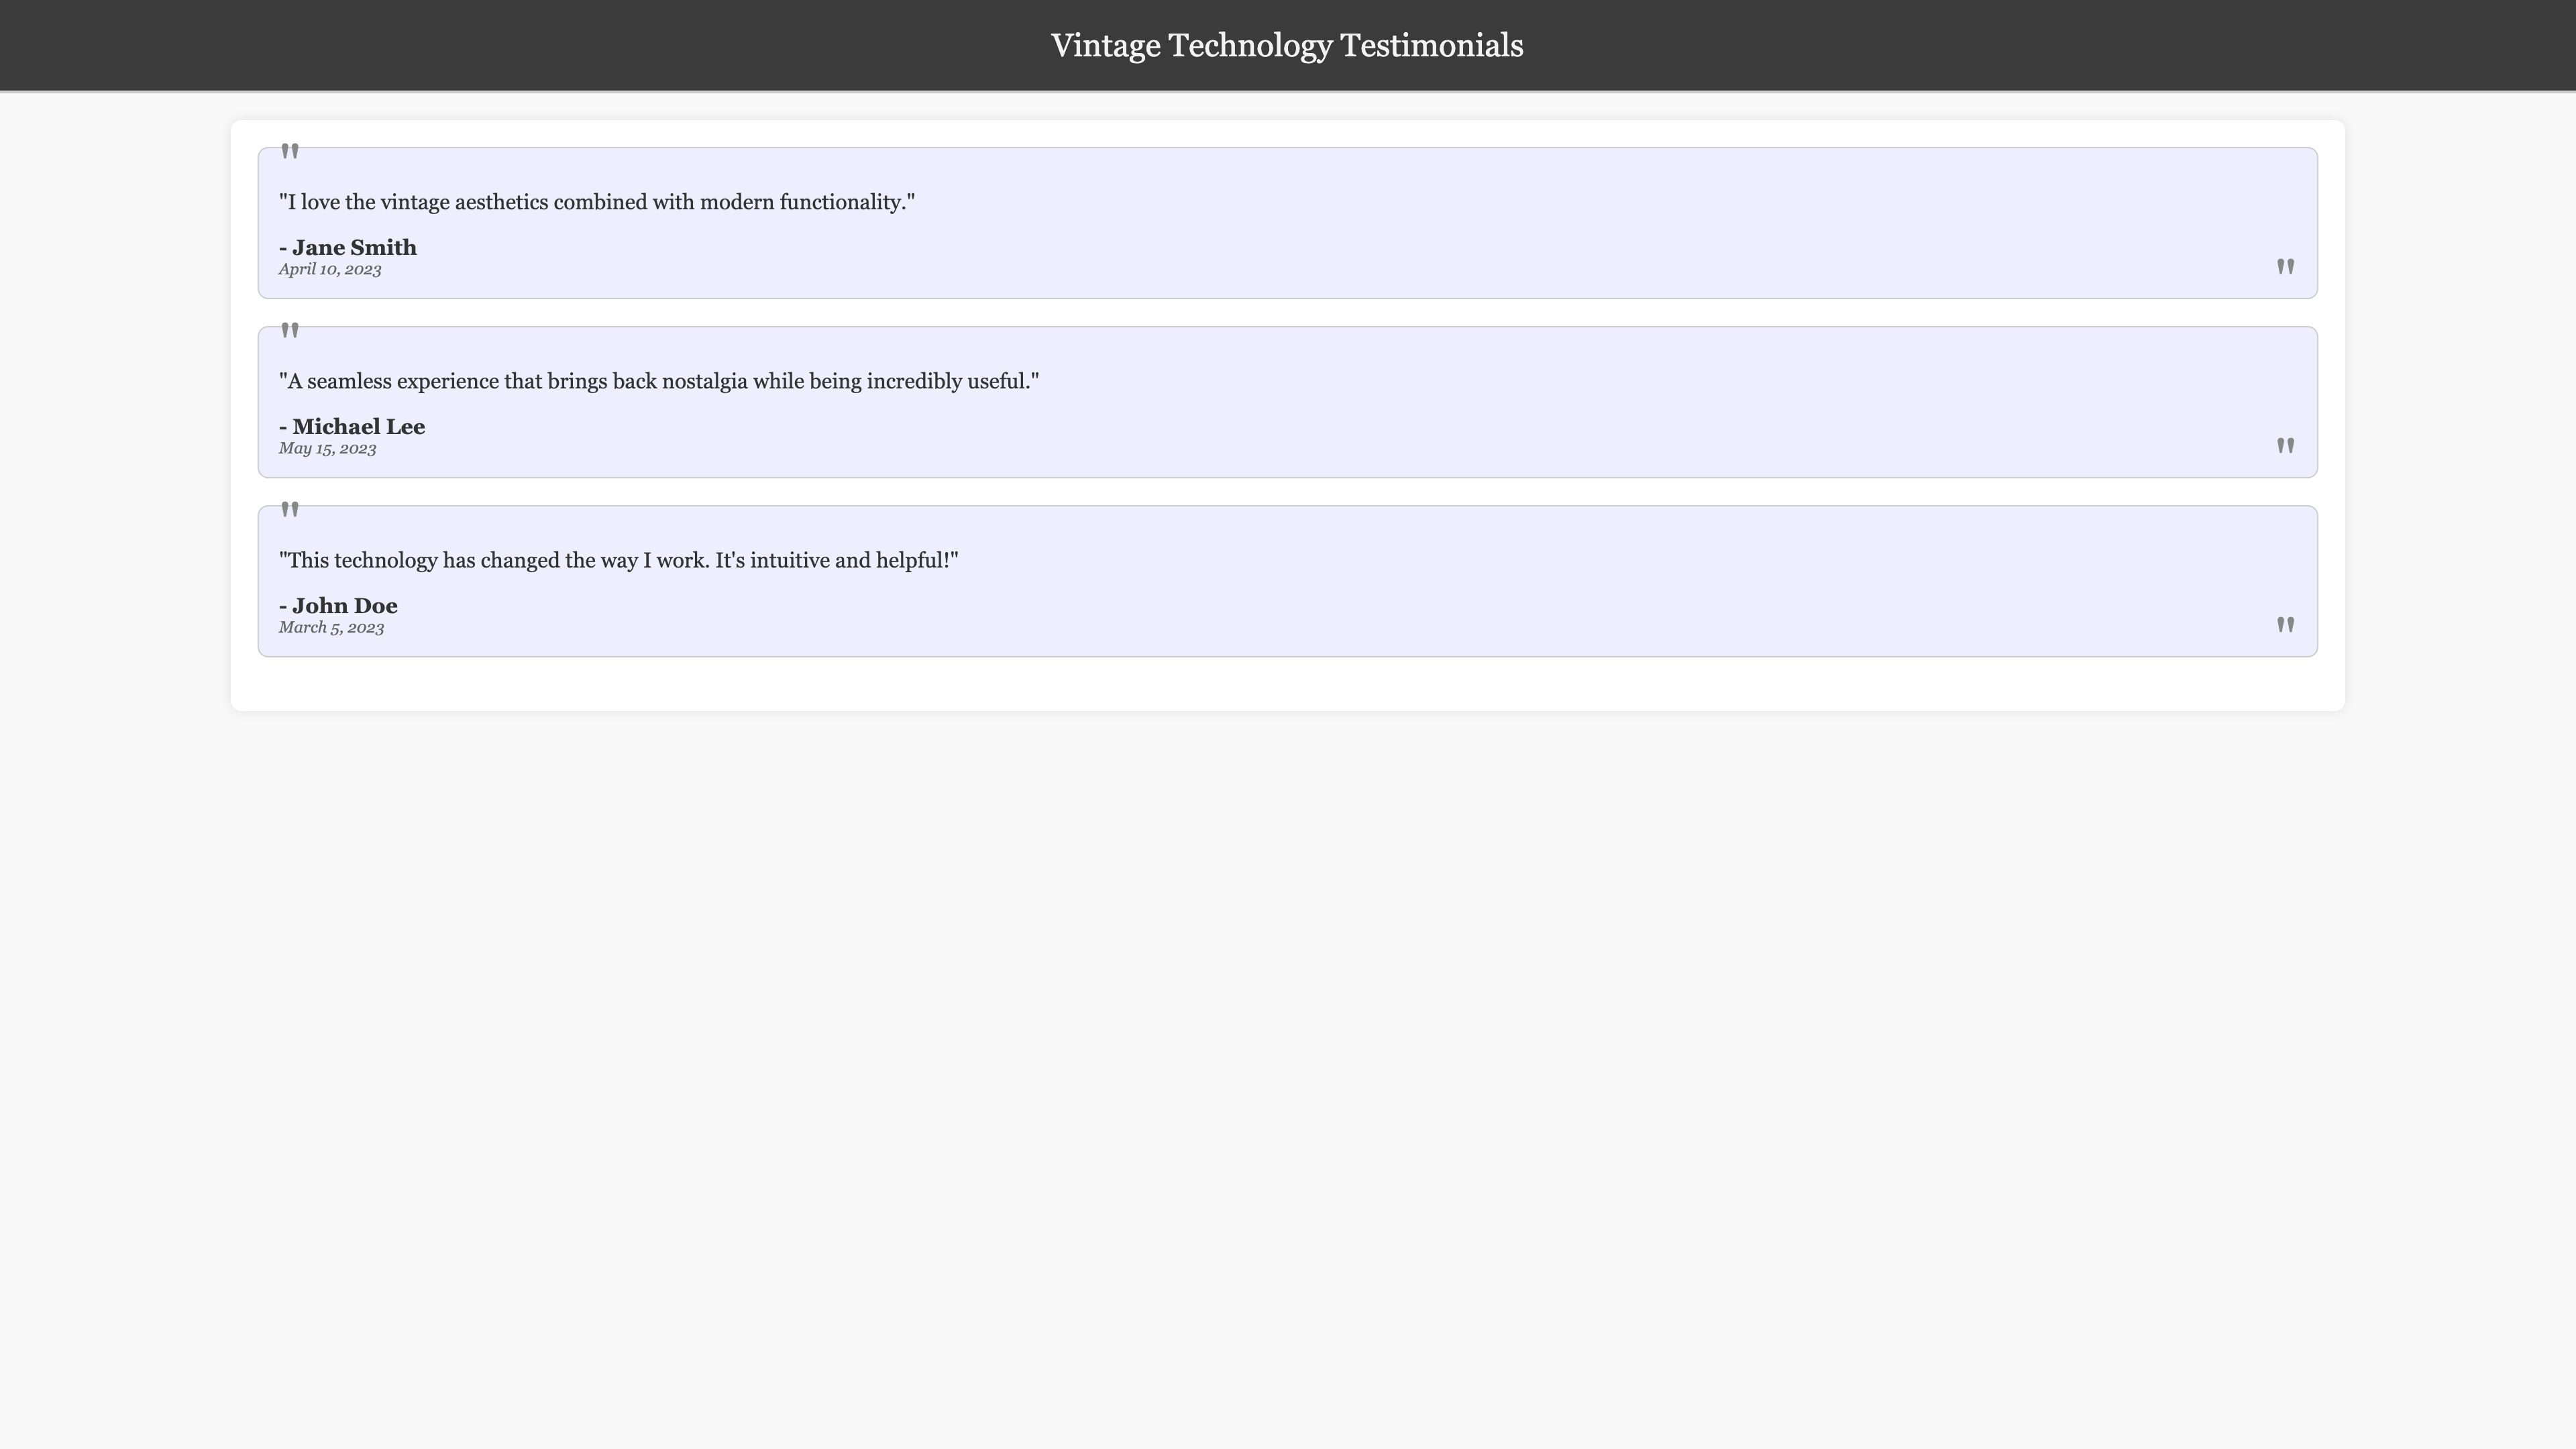 Vintage Technology Testimonials
"
"I love the vintage aesthetics combined with modern functionality."
- Jane Smith
April 10, 2023
"
"
"A seamless experience that brings back nostalgia while being incredibly useful."
- Michael Lee
May 15, 2023
"
"
"This technology has changed the way I work. It's intuitive and helpful!"
- John Doe
March 5, 2023
"